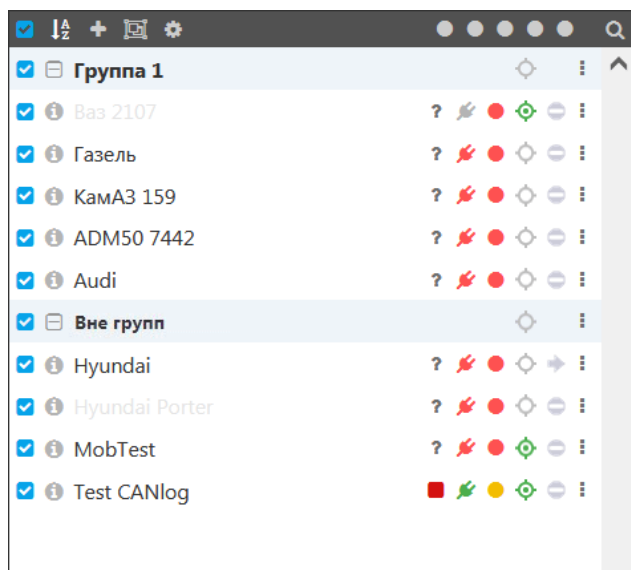 Группа 1
Ваз 2107 ?
Газель ?
КамАЗ 159 ?
ADM50 7442 ?
Audi ?
Вне групп
Hyundai ?
Hyundai Porter ?
MobTest ?
Test CANlog